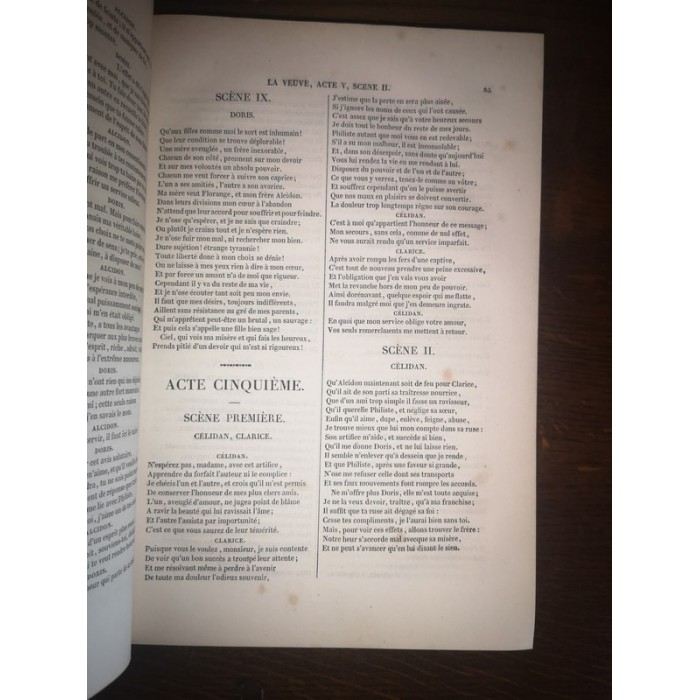 ALCIDON.
DORIS.
ALCIDON.
DORIS.
ALCIDON.
DORIS.
ALCIDON.
DORIS.
LA VEUVE, ACTE V, SCENE II.
SCÈNE IX.
DORIS.
Qu'aux filles comme moi le sort est inhumain!
Que leur condition se trouve déplorable!
Une mère aveuglée, un frère inexorable,
Chacun de son côté, prennent sur mon devoir
Et sur mes volontés un absolu pouvoir.
Chacun me veut forcer à suivre son caprice;
L'un a ses amitiés, l'autre a son avarice.
Ma mère veut Florange, et mon frère Alcidon.
Dans leurs divisions mon cœur à l'abandon
N'attend que leur accord pour souffrir et pour feindre.
Je n'ose qu'espérer, et je ne sais que craindre;
Ou plutôt je crains tout et je n'espère rien.
Je n'ose fuir mon mal, ni rechercher mon bien.
Dure sujétion! étrange tyrannie!
Toute liberté donc à mon choix se dénie!
On ne laisse à mes yeux rien à dire à mon cœur,
Et par force un amant n'a de moi que rigueur.
Cependant il y va du reste de ma vie,
Et je n'ose écouter tant soit peu mon envie.
Il faut que mes désirs, toujours indifférents,
Aillent sans résistance au gré de mes parents,
Qui m'apprêtent peut-être un brutal, un sauvage:
Et puis cela s'appelle une fille bien sage!
Ciel, qui vois ma misère et qui fais les heureux,
Prends pitié d'un devoir qui m'est si rigoureux!
ACTE CINQUIÈME.
SCÈNE PREMIÈRE.
CÉLIDAN, CLARICE.
CÉLIDAN.
N'espérez pas, madame, avec cet artifice,
Apprendre du forfait l'auteur ni le complice:
Je chéris l'un et l'autre, et crois qu'il m'est permis
De conserver l'honneur de mes plus chers amis.
L'un, aveuglé d'amour, ne jugea point de blâme
A ravir la beauté qui lui ravissait l'âme;
Et l'autre l'assista par importunité;
C'est ce que vous saurez de leur témérité.
CLARICE.
Puisque vous le voulez, monsieur, je suis contente
De voir qu'un bon succès a trompé leur attente;
Et me résolvant même à perdre à l'avenir
De toute ma douleur l'odieux souvenir,
J'estime que la perte en sera plus aisée,
Si j'ignore les noms de ceux qui l'ont causée.
C'est assez que je sais qu'à votre heureux secours
Je dois tout le bonheur du reste de mes jours.
Philiste autant que moi vous en est redevable;
S'il a su mon malheur, il est inconsolable;
Et, dans son désespoir, sans doute qu'aujourd'hui
Vous lui rendez la vie en me rendant à lui.
Disposez du pouvoir et de l'un et de l'autre;
Ce que vous y verrez, tenez-le comme au vôtre;
Et souffrez cependant qu'on le puisse avertir
Que nos maux en plaisirs se doivent convertir.
La douleur trop longtemps règne sur son courage.
CÉLIDAN.
C'est à moi qu'appartient l'honneur de ce message;
Mon secours, sans cela, comme de nul effet,
Ne vous aurait rendu qu'un service imparfait.
CLARICE.
Après avoir rompu les fers d'une captive,
C'est tout de nouveau prendre une peine excessive,
Et l'obligation que j'en vais vous avoir
Met la revanche hors de mon peu de pouvoir.
Ainsi dorénavant, quelque espoir qui me flatte,
Il faudra malgré moi que j'en demeure ingrate.
CÉLIDAN.
En quoi que mon service oblige votre amour,
Vos seuls remerciements me mettent à retour.
SCÈNE II.
CÉLIDAN.
Qu'Alcidon maintenant soit de feu pour Clarice,
Qu'il ait de son parti sa traîtresse nourrice,
Que d'un ami trop simple il fasse un ravisseur,
Qu'il querelle Philiste, et néglige sa sœur,
Enfin qu'il aime, dupe, enlève, feigne, abuse,
Je trouve mieux que lui mon compte dans sa ruse:
Son artifice m'aide, et succède si bien,
Qu'il me donne Doris, et ne lui laisse rien.
Il semble n'enlever qu'à dessein que je rende,
Et que Philiste, après une faveur si grande,
N'ose me refuser celle dont ses transports
Et ses faux mouvements font rompre les accords.
Ne m'offre plus Doris, elle m'est toute acquise;
Je ne la veux devoir, traître, qu'à ma franchise;
Il suffit que ta ruse ait dégagé sa foi:
Cesse tes compliments, je l'aurai bien sans toi.
Mais, pour voir ces effets, allons trouver le frère:
Notre heur s'accorde mal avecque sa misère,
Et ne peut s'avancer qu'en lui disant le sien.